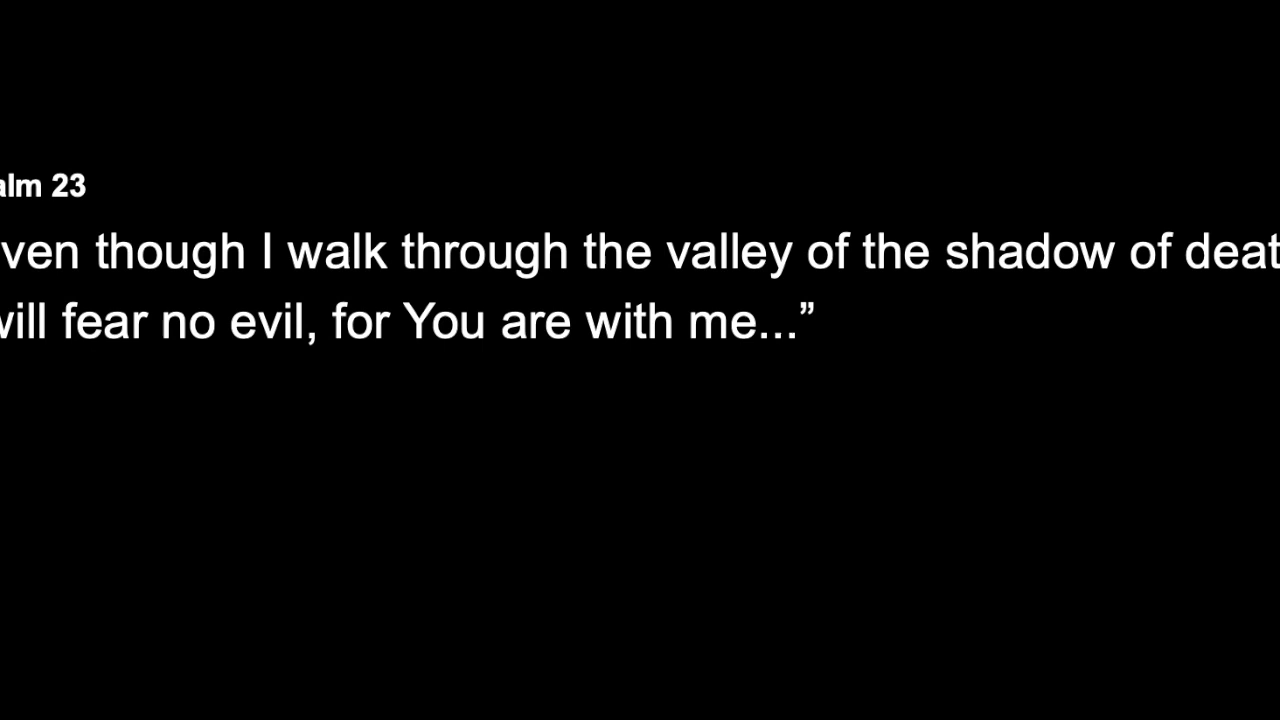 alm 23
ven though I walk through the valley of the shadow of deat
will fear no evil, for You are with me...”